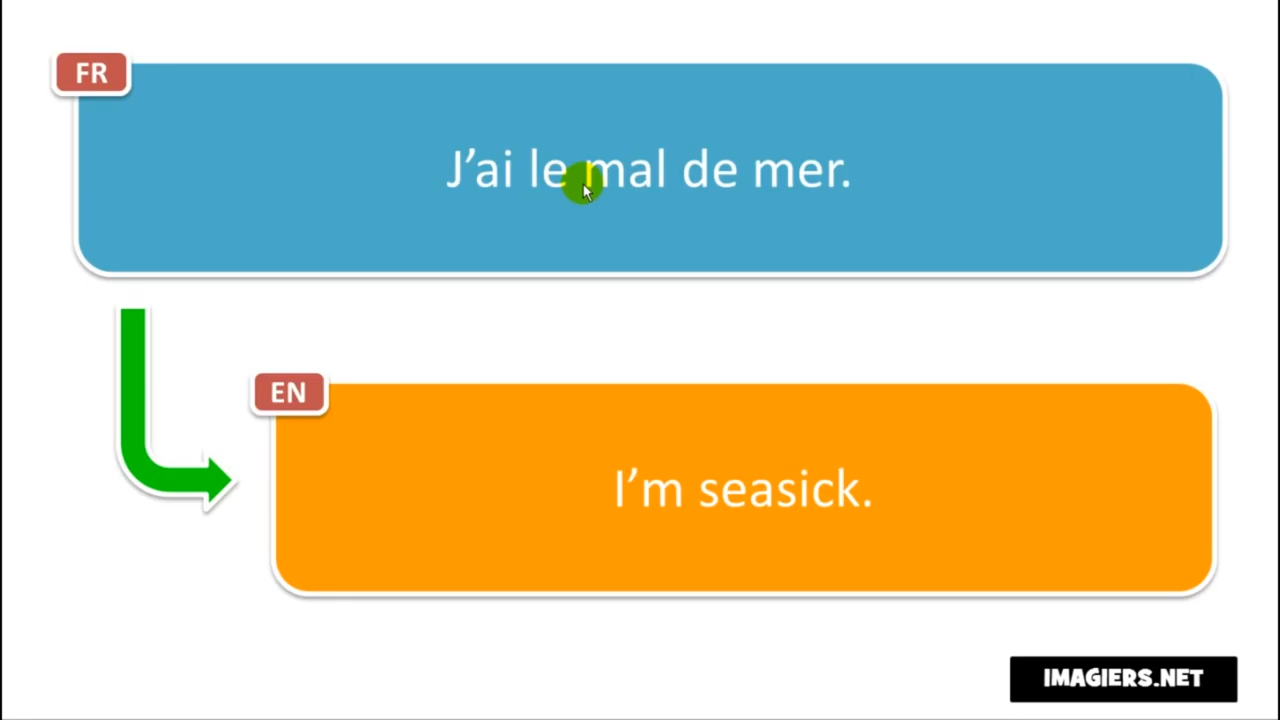 FR
J’ai le mal de mer.
EN
I’m seasick.
IMAGIERS.NET